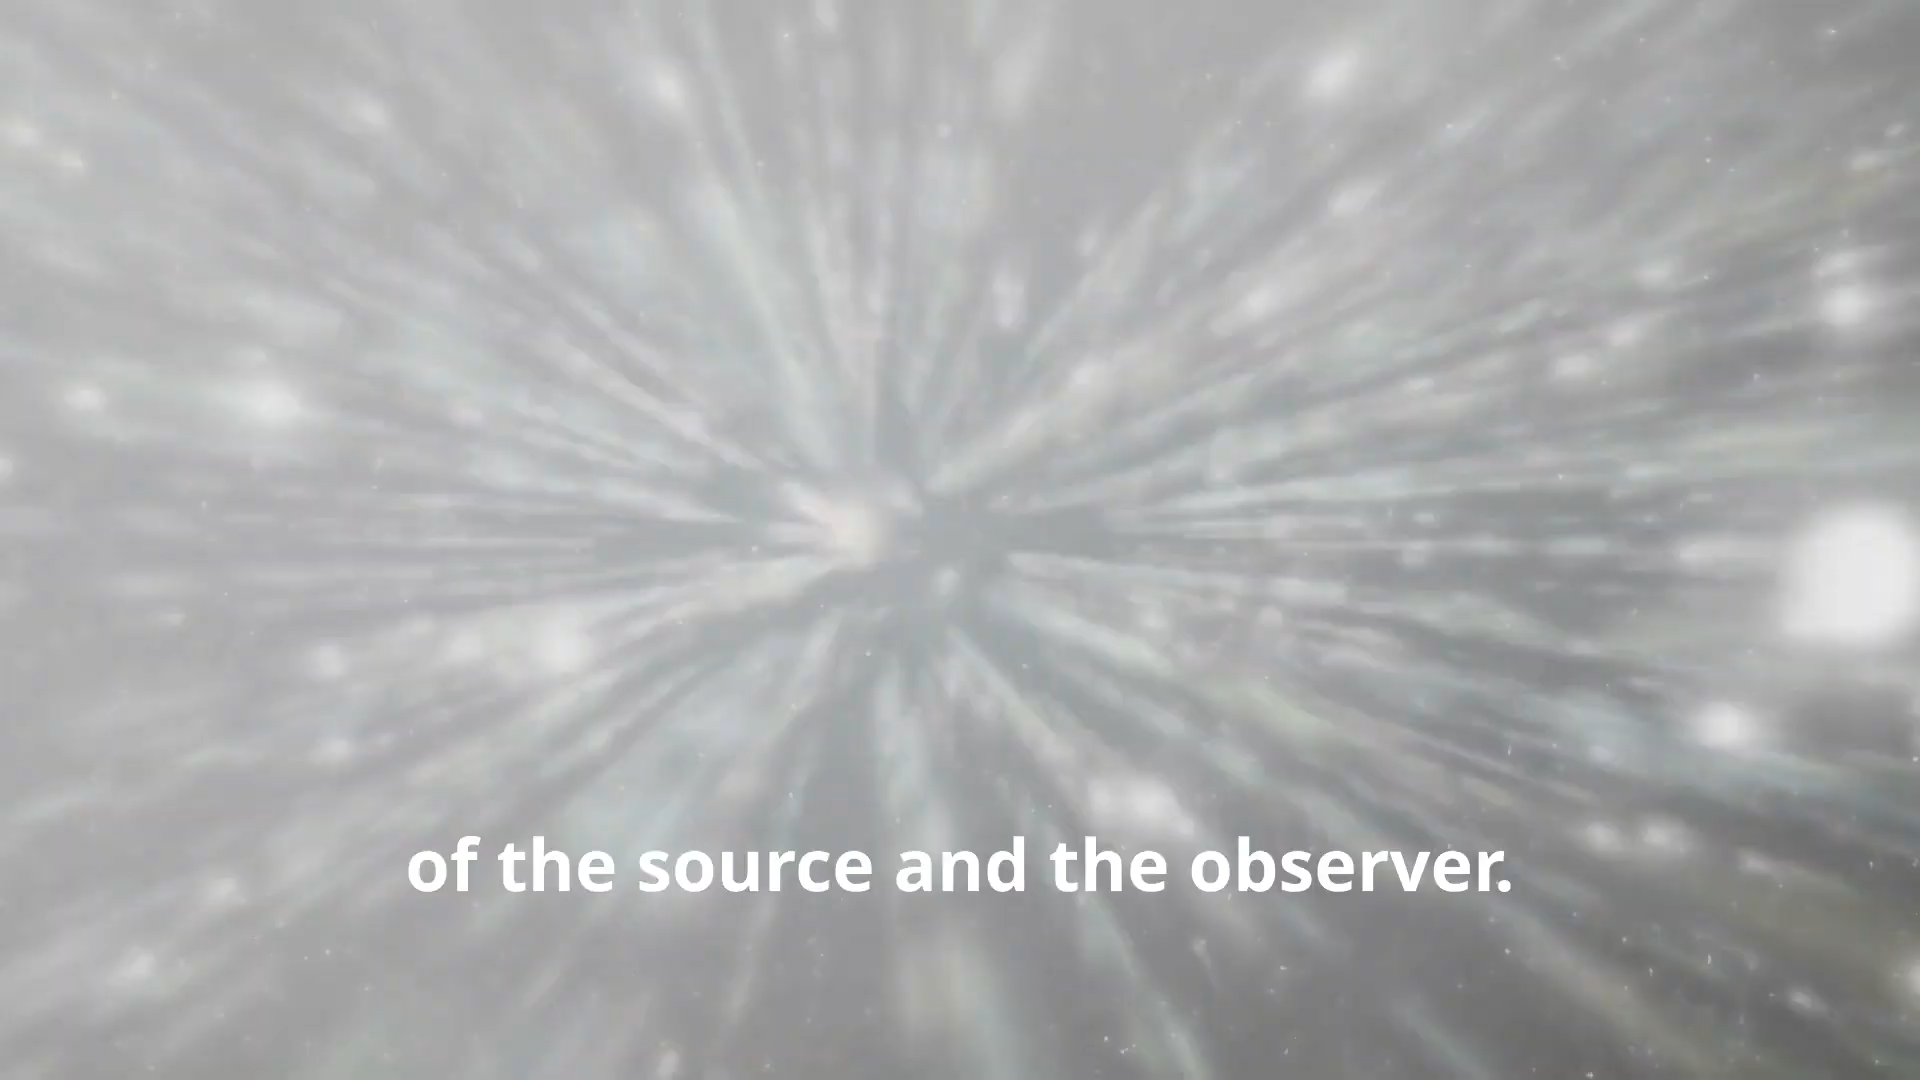 of the source and the observer.